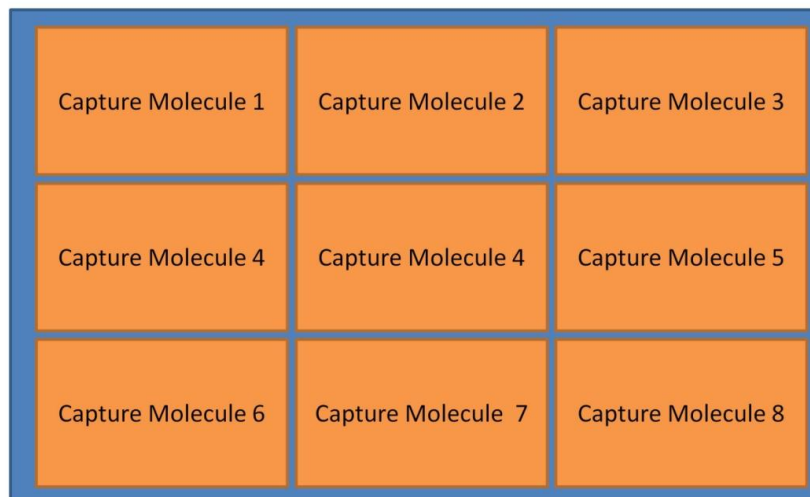 Capture Molecule 1
Capture Molecule 2
Capture Molecule 3
Capture Molecule 4
Capture Molecule 4
Capture Molecule 5
Capture Molecule 6
Capture Molecule  7
Capture Molecule 8